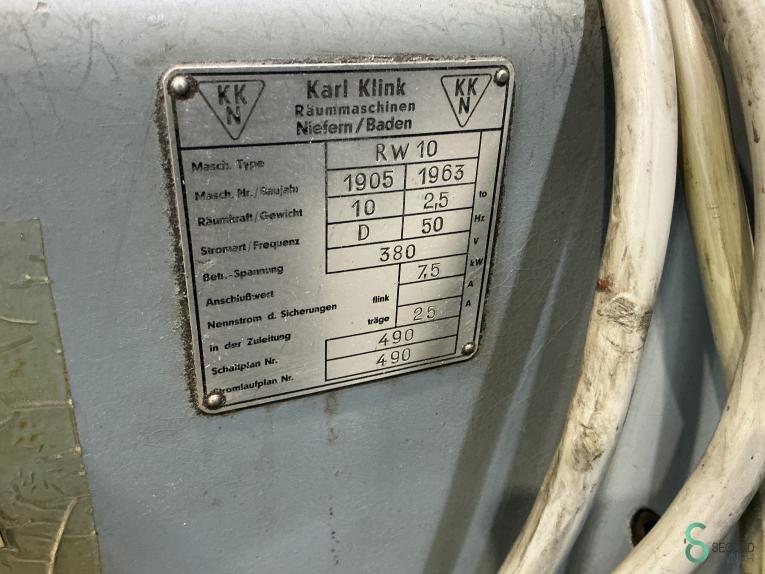 KK
N
Karl Klink
Räummaschinen
Niefern/Baden
KK
N
Masch. Type RW 10
Masch. Nr./Baujahr 1905 1963
Räumkraft/Gewicht 10 2,5 to
Stromart/Frequenz D 50 Hz
Betr.-Spannung 380 V
Anschlußwert 7,5 kW
Nennstrom d. Sicherungen flink A
in der Zuleitung träge 25 A
Schaltplan Nr. 490
Stromlaufplan Nr. 490
SECOND